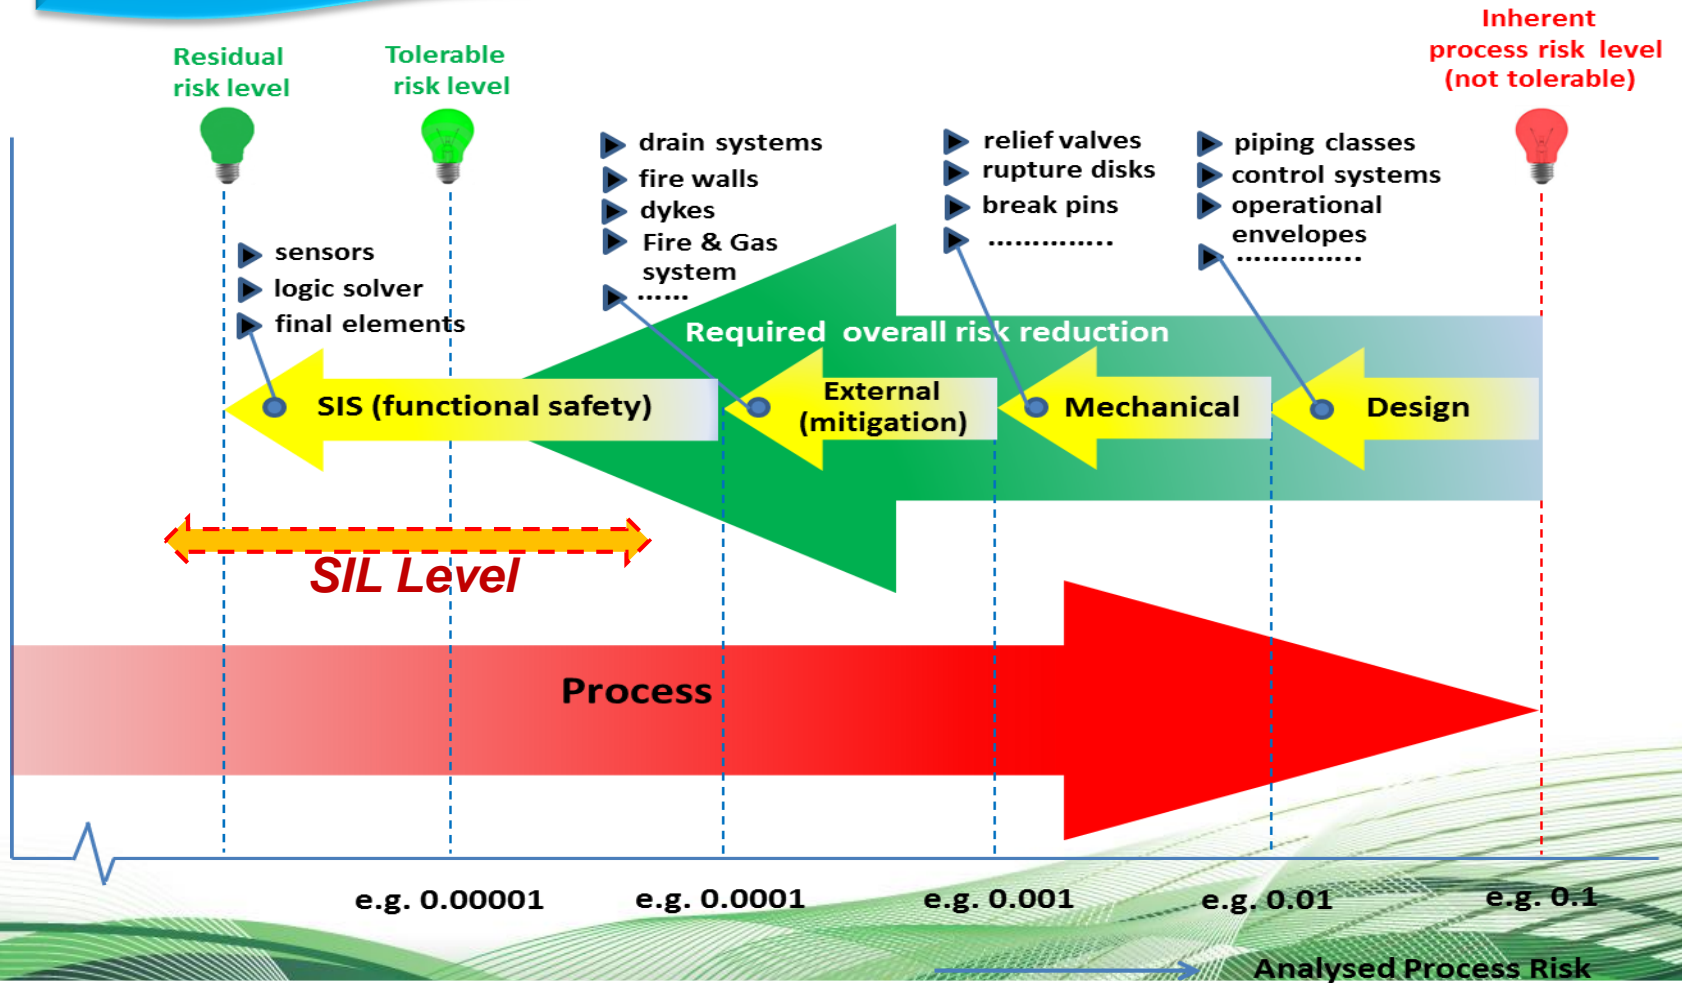 Inherent
process risk level
(not tolerable)
Residual
risk level
Tolerable
risk level
drain systems
fire walls
dykes
Fire & Gas
system
......
relief valves
rupture disks
break pins
..............
piping classes
control systems
operational
envelopes
..............
sensors
logic solver
final elements
Required overall risk reduction
SIS (functional safety)
External
(mitigation)
Mechanical
Design
SIL Level
Process
e.g. 0.00001
e.g. 0.0001
e.g. 0.001
e.g. 0.01
e.g. 0.1
Analysed Process Risk